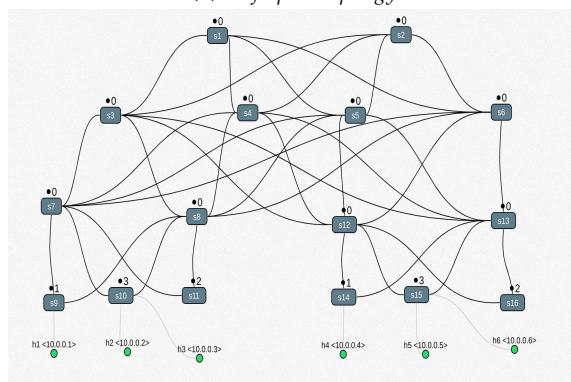 ●0 ●0
s1 s2
●0 ●0 ●0 ●0
s3 s4 s5 s6
●0 ●0 ●0 ●0
s7 s8 s12 s13
●1 ●3 ●2 ●1 ●3 ●2
s9 s10 s11 s14 s15 s16
h1 <10.0.0.1> h2 <10.0.0.2> h3 <10.0.0.3> h4 <10.0.0.4> h5 <10.0.0.5> h6 <10.0.0.6>